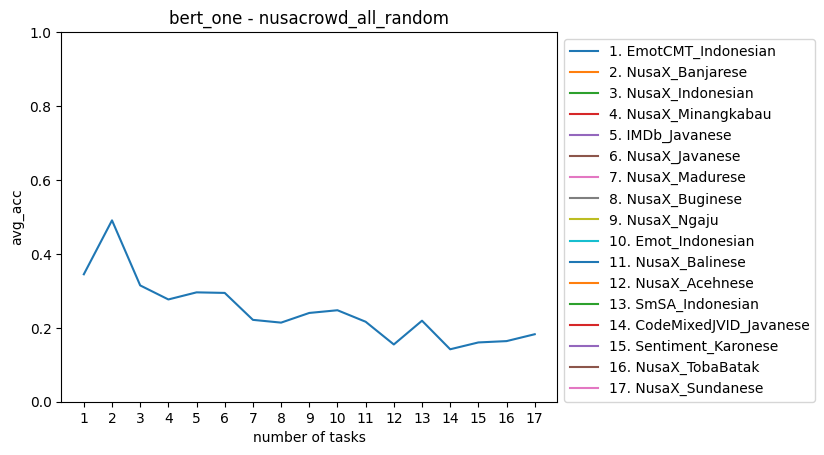 bert_one - nusacrowd_all_random
1.0
0.8
0.6
0.4
0.2
0.0
avg_acc
1 2 3 4 5 6 7 8 9 10 11 12 13 14 15 16 17
number of tasks
1. EmotCMT_Indonesian
2. NusaX_Banjarese
3. NusaX_Indonesian
4. NusaX_Minangkabau
5. IMDb_Javanese
6. NusaX_Javanese
7. NusaX_Madurese
8. NusaX_Buginese
9. NusaX_Ngaju
10. Emot_Indonesian
11. NusaX_Balinese
12. NusaX_Acehnese
13. SmSA_Indonesian
14. CodeMixedJVID_Javanese
15. Sentiment_Karonese
16. NusaX_TobaBatak
17. NusaX_Sundanese